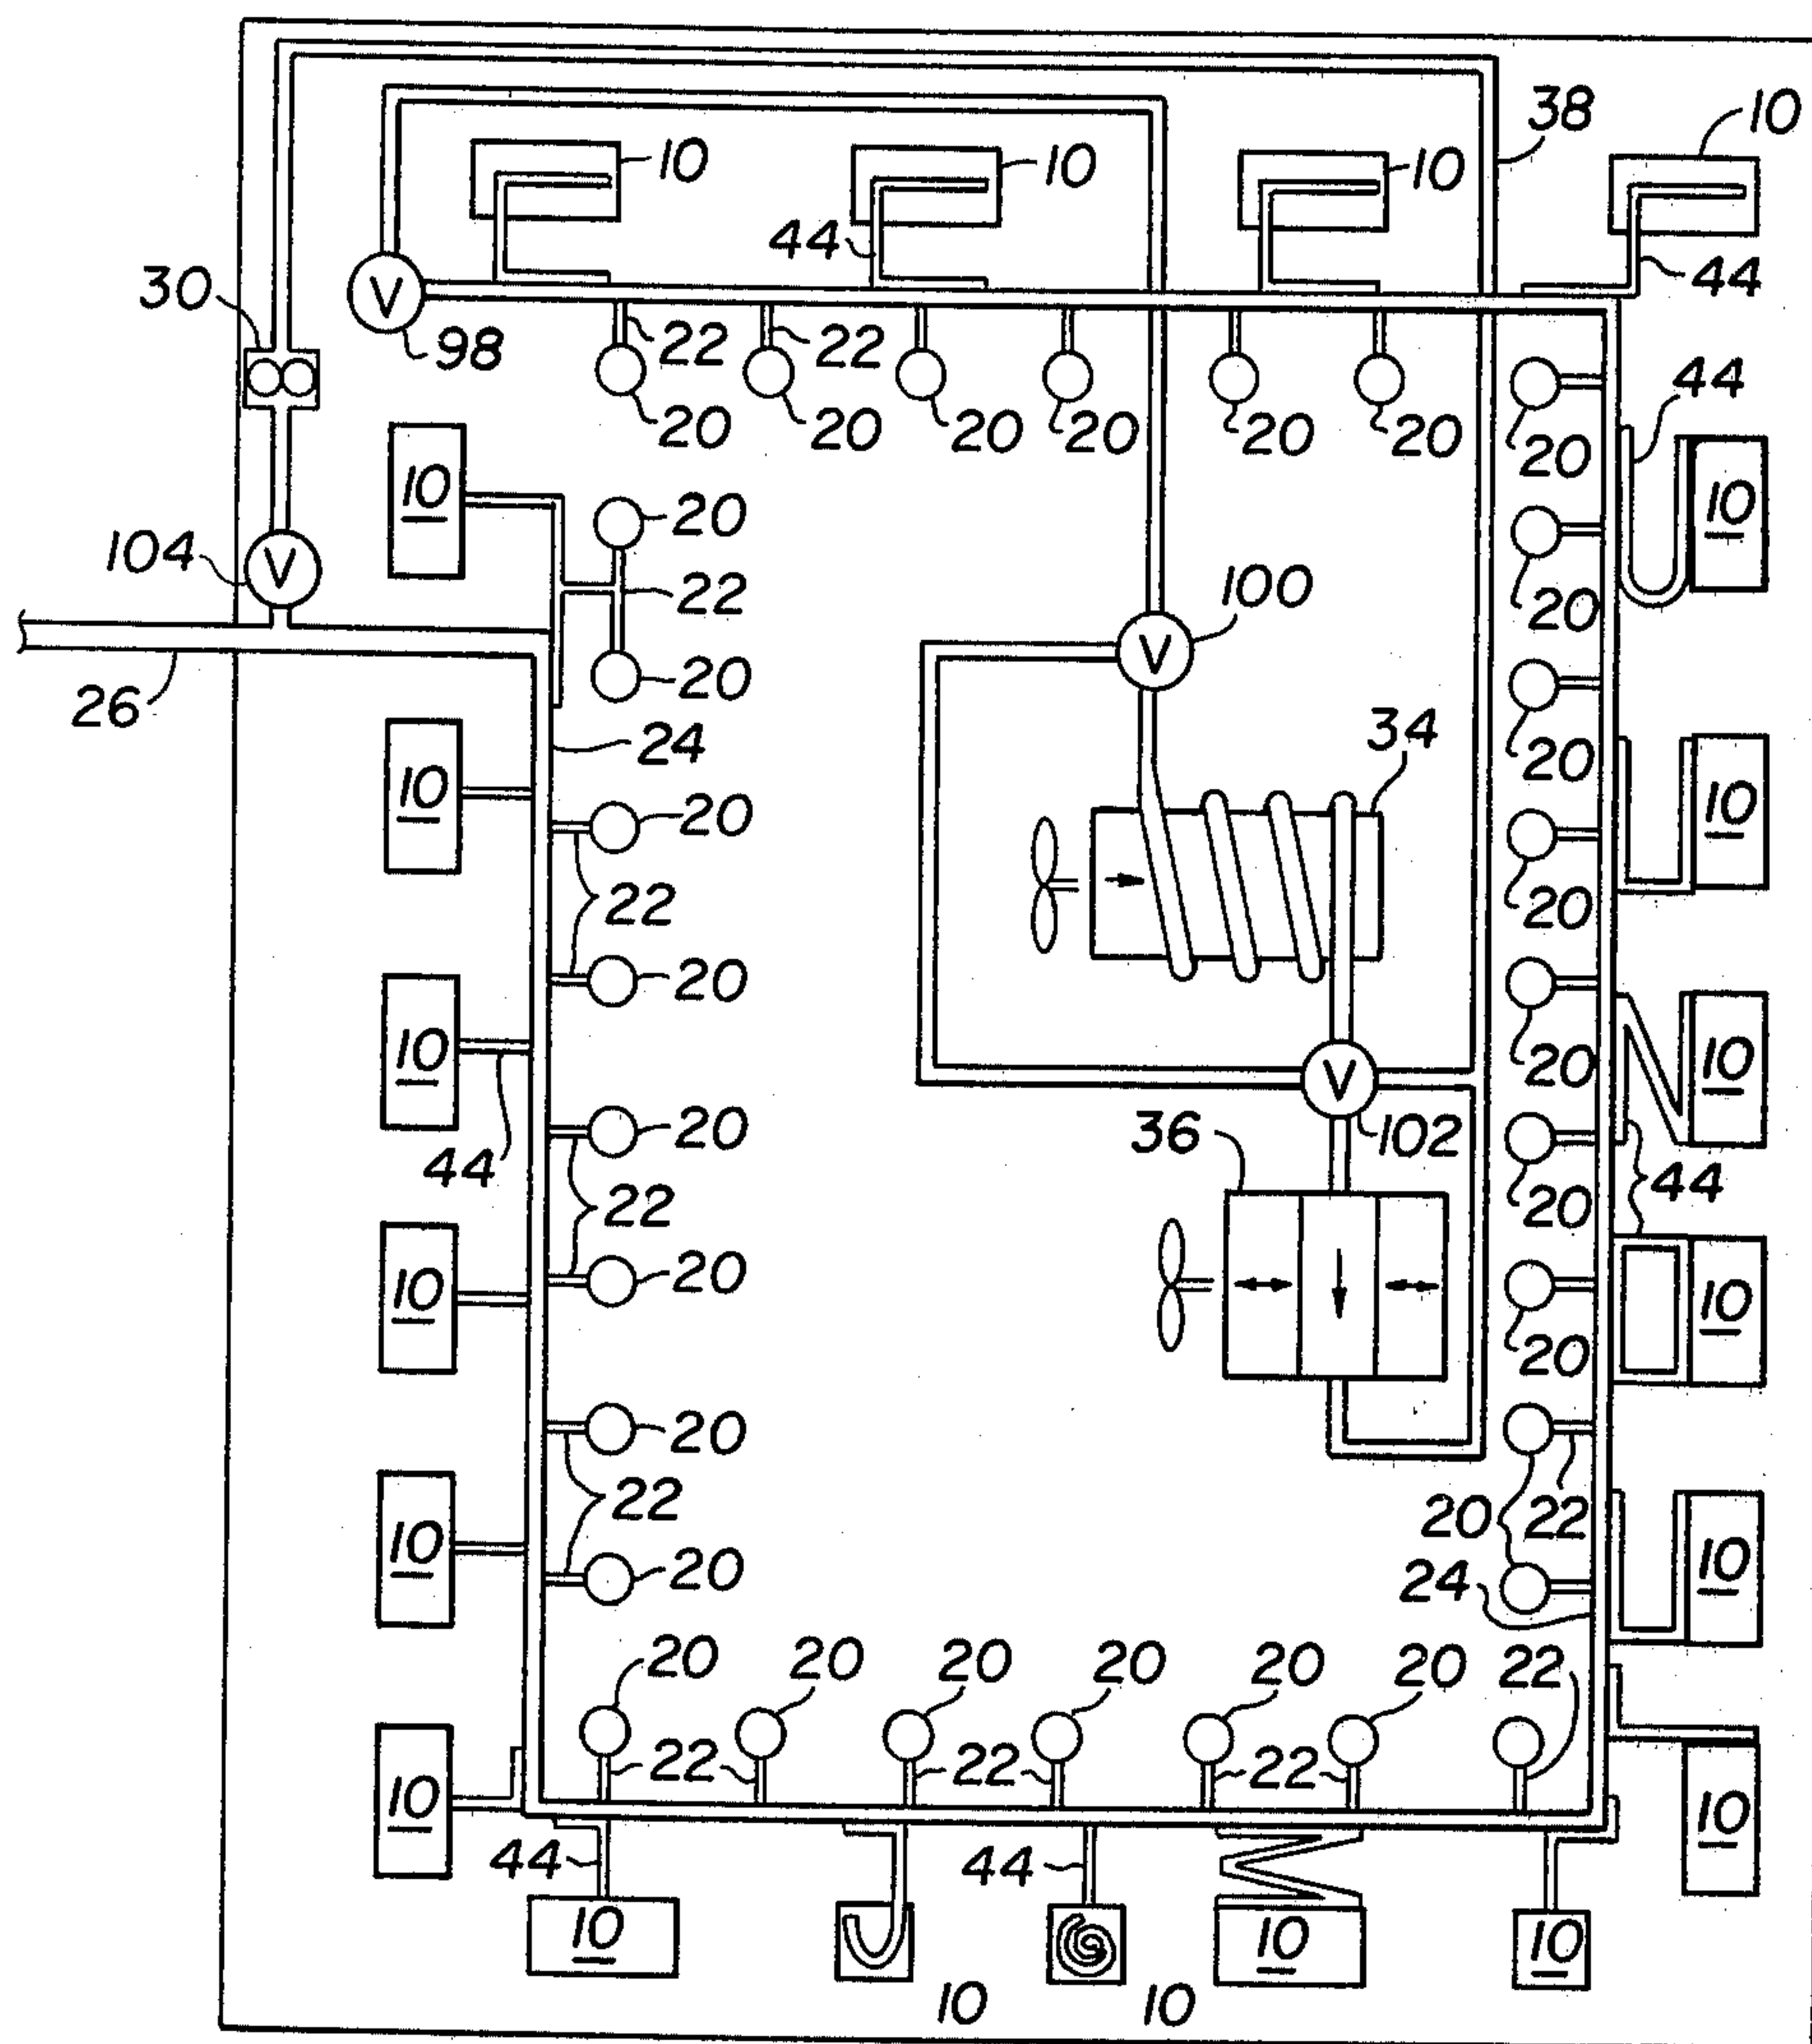 38 10
10 10 10
44 44
30 V 98
22 22
20 20 20 20 20 20 20 44
10 20 10
104 V 22 20
100 V
26 20
24 34 20 10
10 20
22 20
20
10 V 102 20 10
44 20
36 20 44
22
10 20 20 10
20
22 20 22
10 20 24 10
20 20 20 20 20 20 22
22 22 22
10 10
44 44
10 10 10
10 10